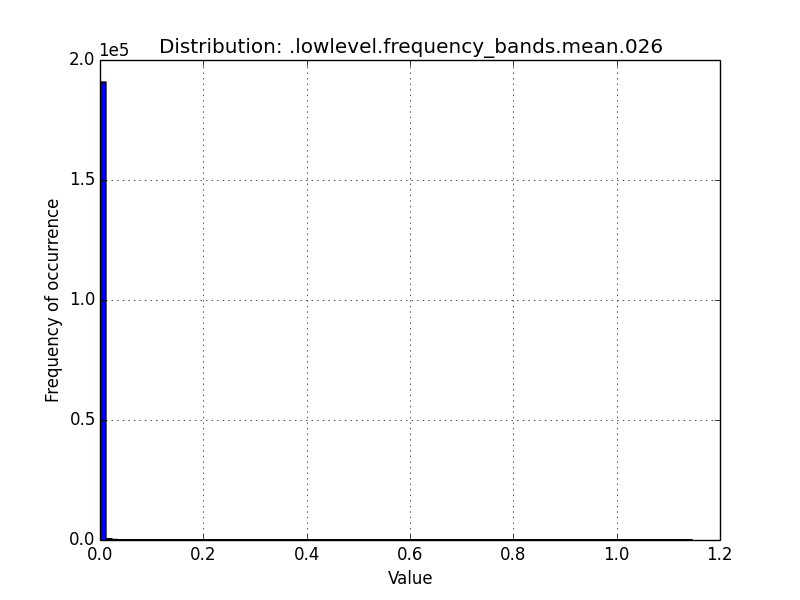 Distribution: .lowlevel.frequency_bands.mean.026
1e5
2.0
1.5
1.0
0.5
0.0
Frequency of occurrence
0.0 0.2 0.4 0.6 0.8 1.0 1.2
Value